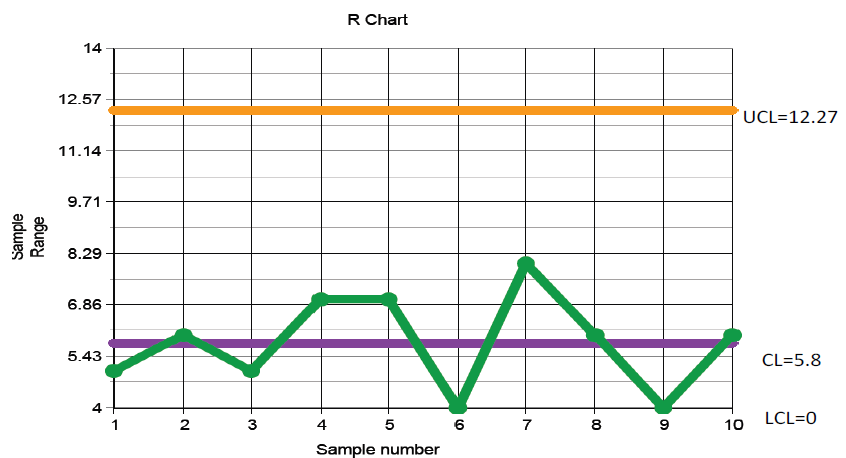 R Chart
14
12.57
11.14
9.71
8.29
6.86
5.43
4
Sample
Range
UCL=12.27
CL=5.8
LCL=0
1 2 3 4 5 6 7 8 9 10
Sample number